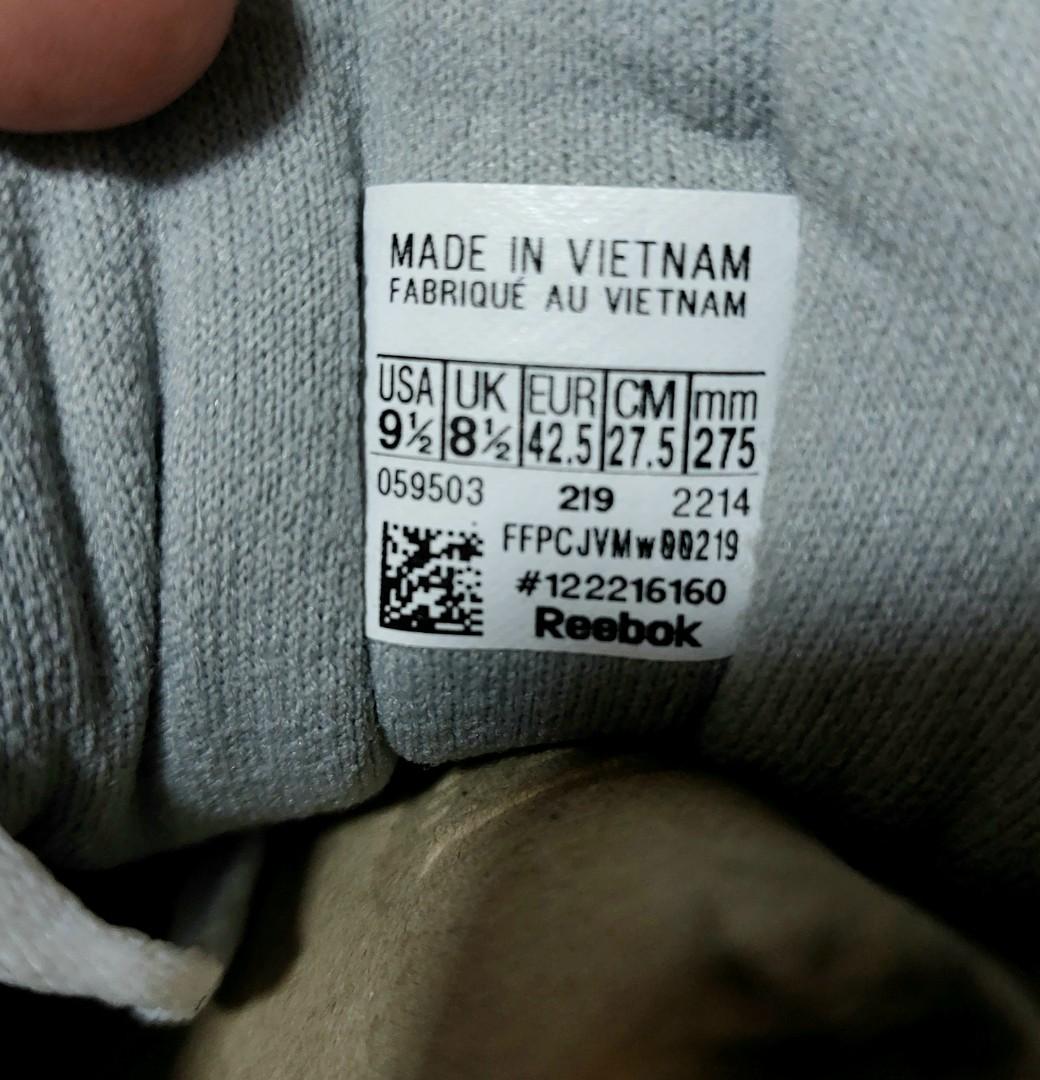 MADE IN VIETNAM
FABRIQUÉ AU VIETNAM
USA UK EUR CM mm
9½ 8½ 42.5 27.5 275
059503 219 2214
FFPCJVMw00219
#122216160
Reebok